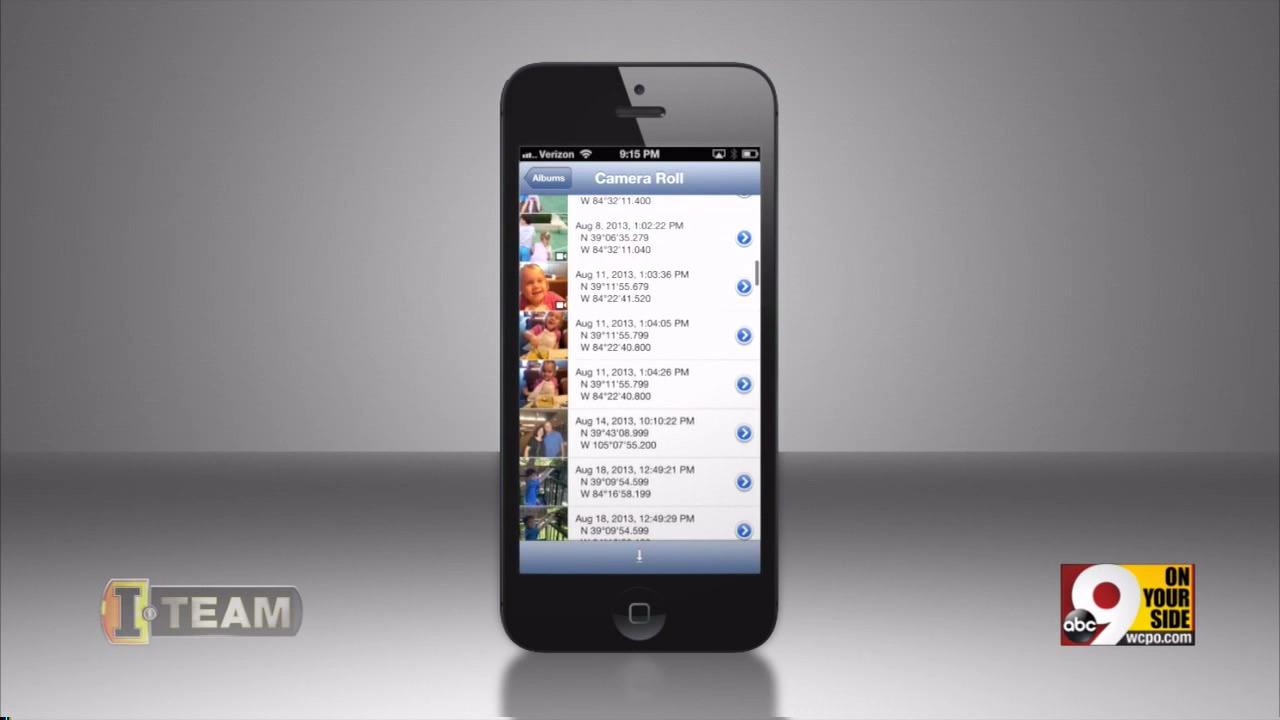 Verizon
9:15 PM
Albums
Camera Roll
W 84°32'11.400
Aug 8, 2013, 1:02:22 PM
N 39°06'35.279
W 84°32'11.040
Aug 11, 2013, 1:03:36 PM
N 39°11'55.679
W 84°22'41.520
Aug 11, 2013, 1:04:05 PM
N 39°11'55.799
W 84°22'40.800
Aug 11, 2013, 1:04:26 PM
N 39°11'55.799
W 84°22'40.800
Aug 14, 2013, 10:10:22 PM
N 39°43'08.999
W 105°07'55.200
Aug 18, 2013, 12:49:21 PM
N 39°09'54.599
W 84°16'58.199
Aug 18, 2013, 12:49:29 PM
N 39°09'54.599
I TEAM
9
abc
ON
YOUR
SIDE
wcpo.com